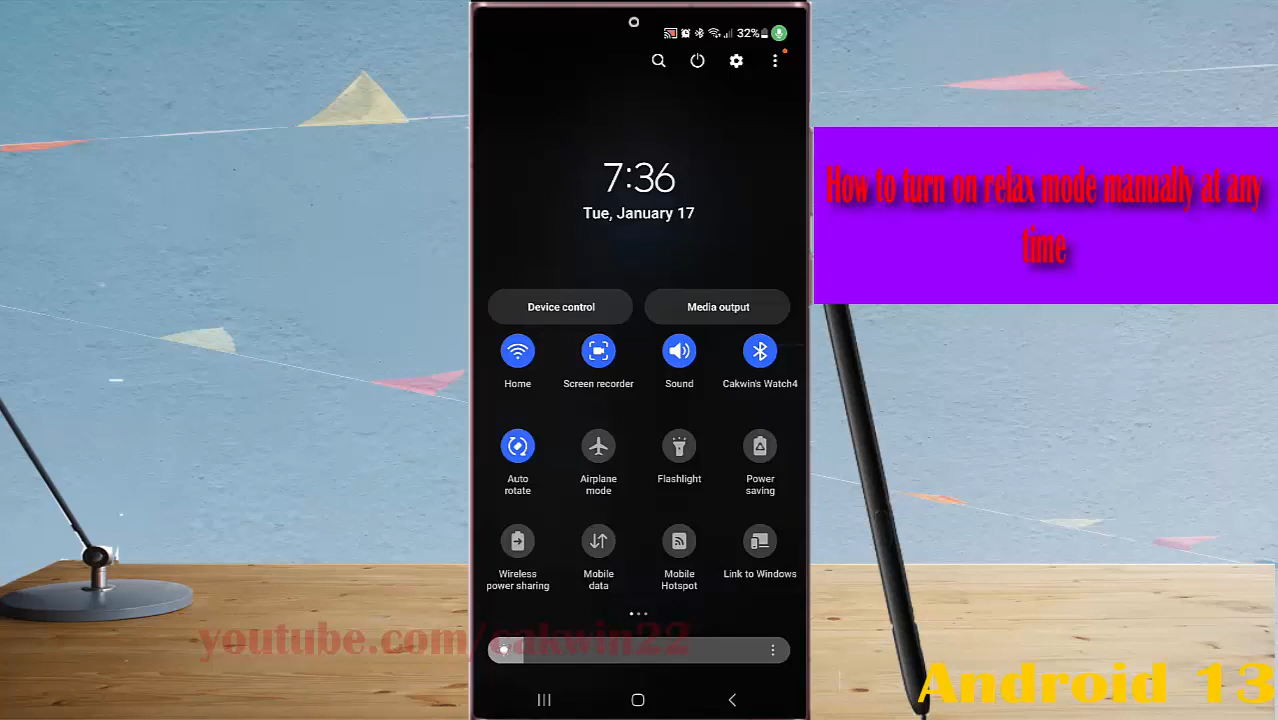 32%
7:36
Tue, January 17
How to turn on relax mode manually at any
time
Device control Media output
Home Screen recorder Sound Cakwin's Watch4
Auto rotate Airplane mode Flashlight Power saving
Wireless power sharing Mobile data Mobile Hotspot Link to Windows
youtube.com/cakwin22
Android 13